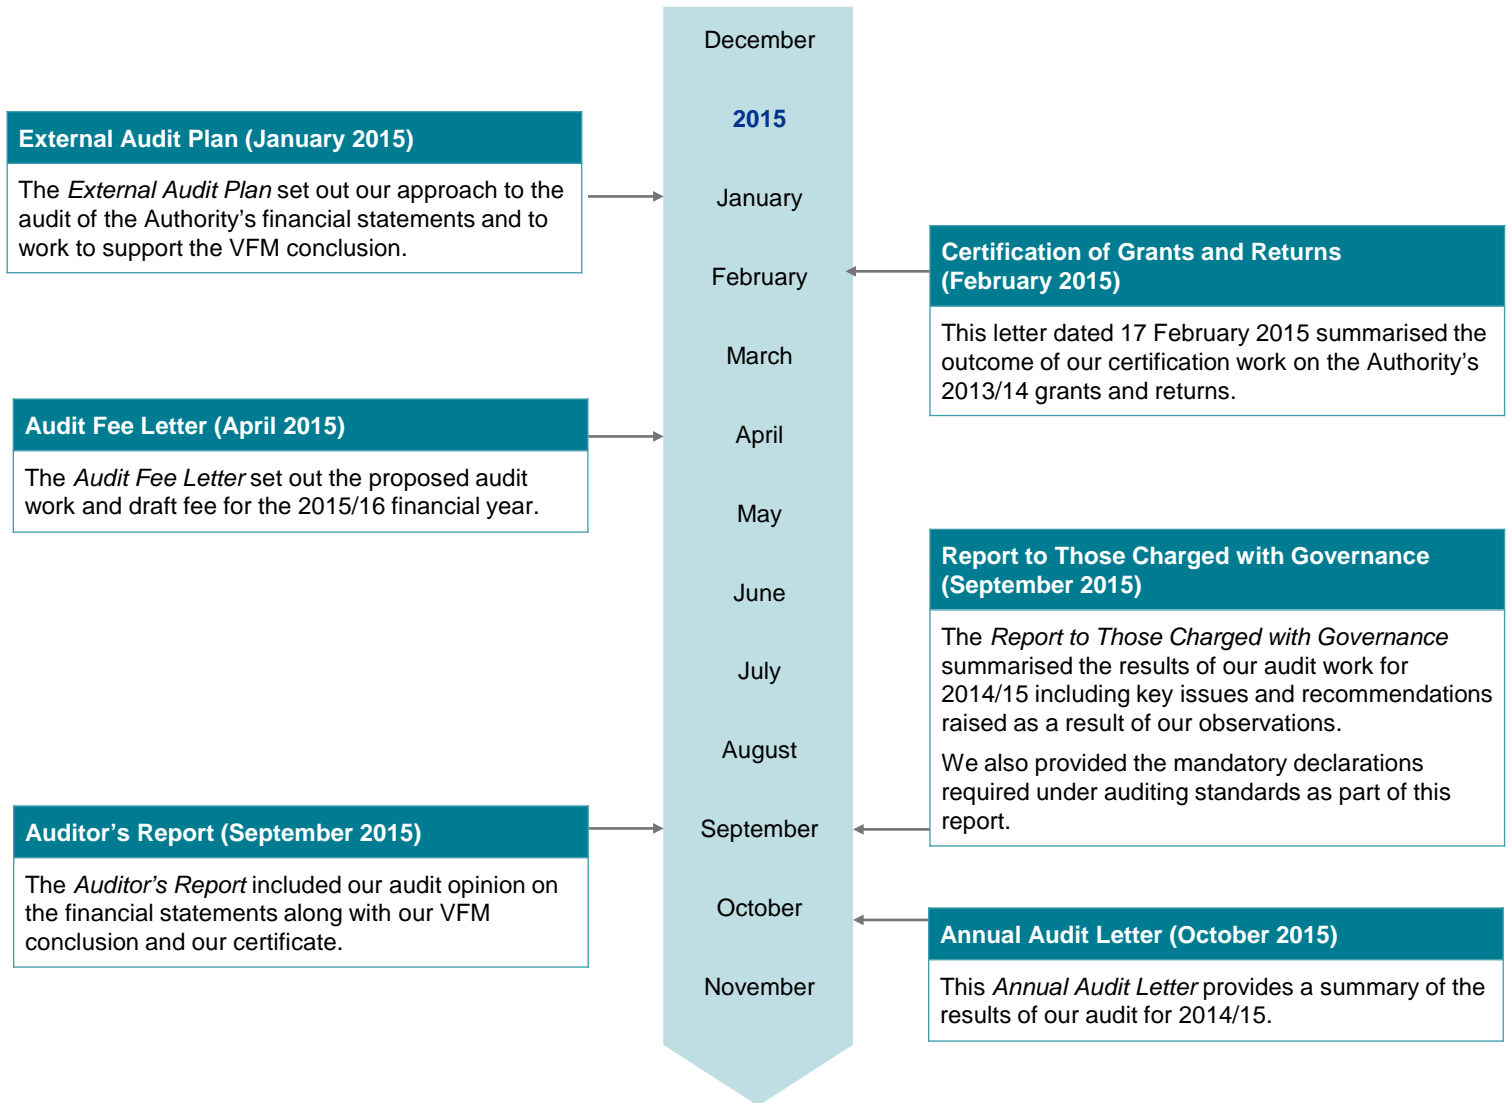 December
2015
January
February
March
April
May
June
July
August
September
October
November
External Audit Plan (January 2015)
The External Audit Plan set out our approach to the
audit of the Authority’s financial statements and to
work to support the VFM conclusion.
Audit Fee Letter (April 2015)
The Audit Fee Letter set out the proposed audit
work and draft fee for the 2015/16 financial year.
Auditor’s Report (September 2015)
The Auditor’s Report included our audit opinion on
the financial statements along with our VFM
conclusion and our certificate.
Certification of Grants and Returns
(February 2015)
This letter dated 17 February 2015 summarised the
outcome of our certification work on the Authority’s
2013/14 grants and returns.
Report to Those Charged with Governance
(September 2015)
The Report to Those Charged with Governance
summarised the results of our audit work for
2014/15 including key issues and recommendations
raised as a result of our observations.
We also provided the mandatory declarations
required under auditing standards as part of this
report.
Annual Audit Letter (October 2015)
This Annual Audit Letter provides a summary of the
results of our audit for 2014/15.